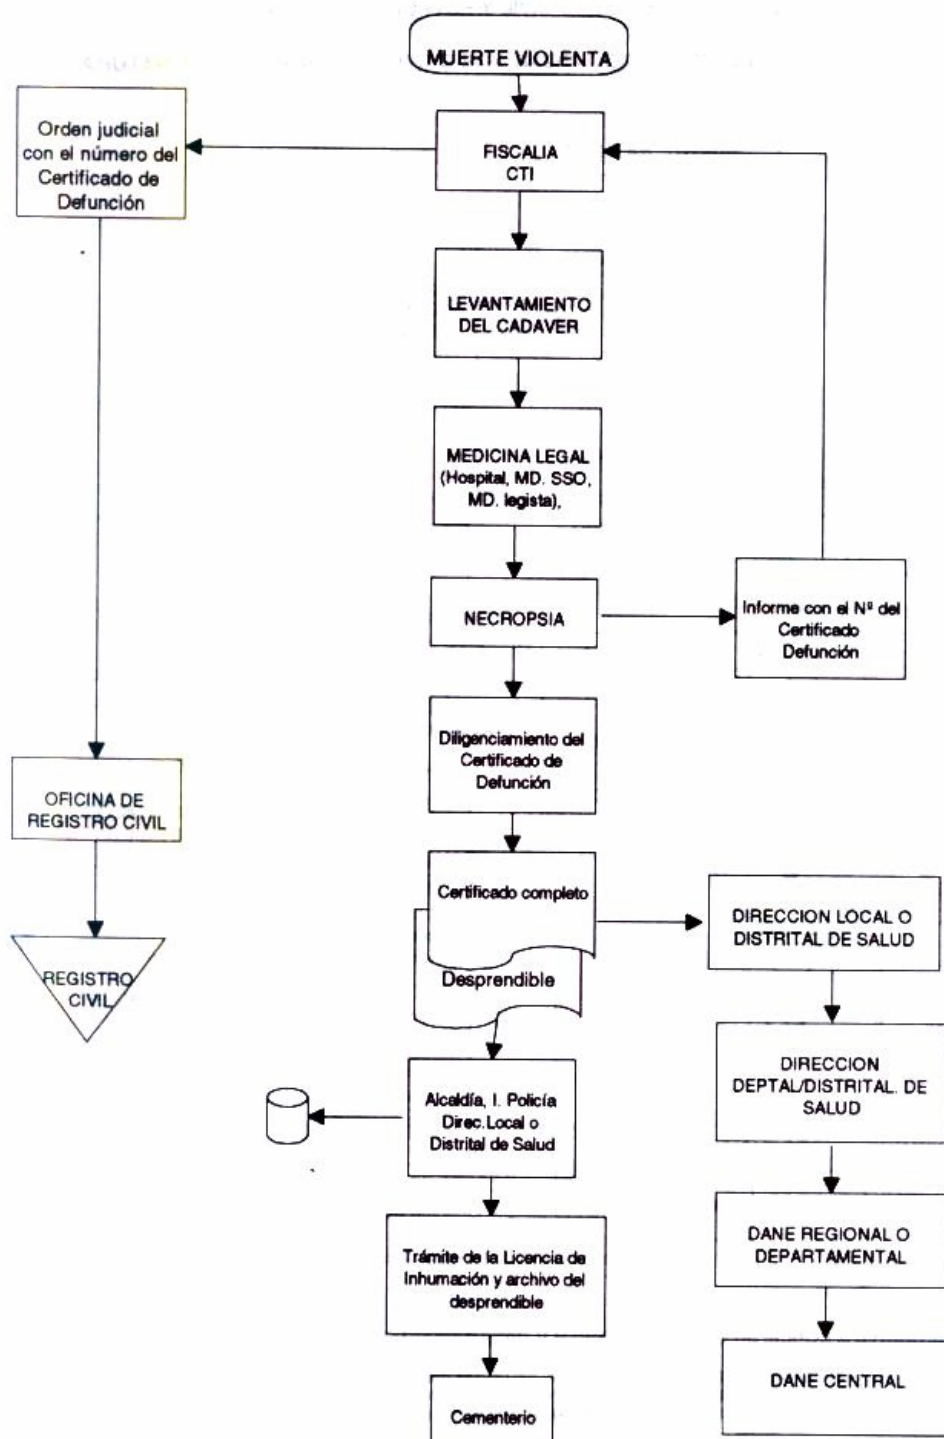 MUERTE VIOLENTA
Orden judicial
con el número del
Certificado de
Defunción
FISCALIA
CTI
LEVANTAMIENTO
DEL CADAVER
MEDICINA LEGAL
(Hospital, MD. SSO,
MD. legista),
NECROPSIA
Informe con el Nº del
Certificado
Defunción
Diligenciamiento del
Certificado de
Defunción
OFICINA DE
REGISTRO CIVIL
Certificado completo
Desprendible
DIRECCION LOCAL O
DISTRITAL DE SALUD
REGISTRO
CIVIL
DIRECCION
DEPTAL/DISTRITAL. DE
SALUD
Alcaldía, I. Policía
Direc.Local o
Distrital de Salud
DANE REGIONAL O
DEPARTAMENTAL
Trámite de la Licencia de
Inhumación y archivo del
desprendible
DANE CENTRAL
Cementerio